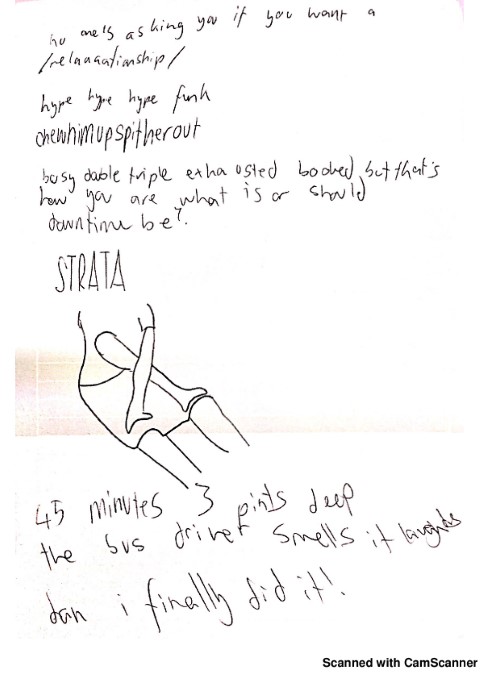 no one's asking you if you want a
/relaaaationship/
hype hype hype funk
chewhimupspitherout
busy double triple exhausted booked, but that's
how you are what is or should
downtime be?
STRATA
45 minutes 3 pints deep
the bus driver smells it laughs
dan i finally did it!
Scanned with CamScanner